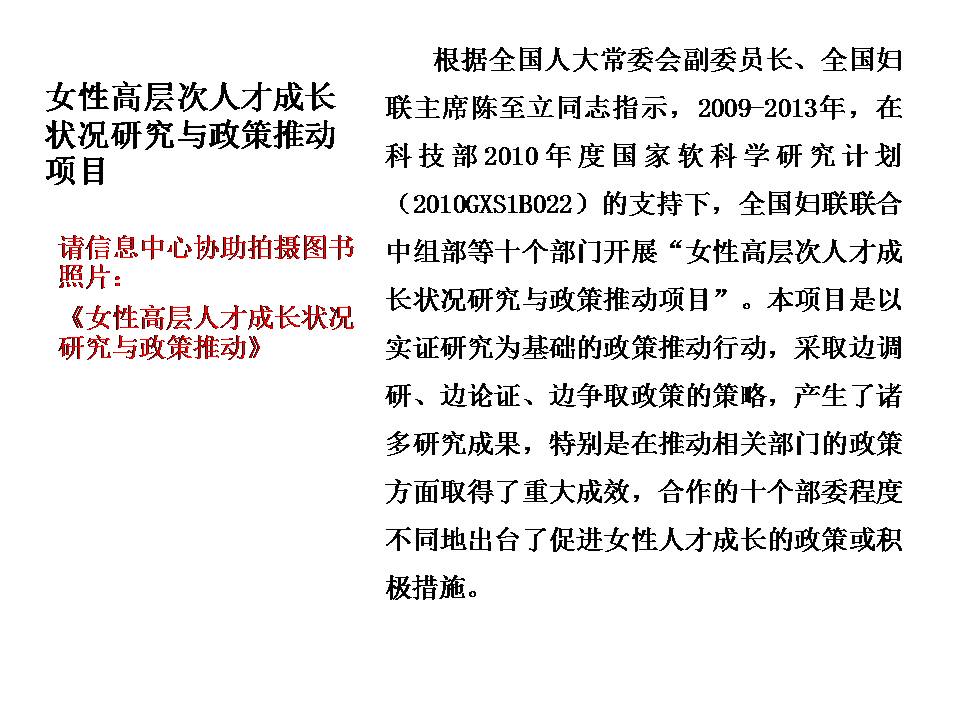 女性高层次人才成长
状况研究与政策推动
项目
请信息中心协助拍摄图书
照片：
《女性高层人才成长状况
研究与政策推动》
根据全国人大常委会副委员长、全国妇
联主席陈至立同志指示，2009-2013年，在
科技部2010年度国家软科学研究计划
（2010GXS1B022）的支持下，全国妇联联合
中组部等十个部门开展“女性高层次人才成
长状况研究与政策推动项目”。本项目是以
实证研究为基础的政策推动行动，采取边调
研、边论证、边争取政策的策略，产生了诸
多研究成果，特别是在推动相关部门的政策
方面取得了重大成效，合作的十个部委程度
不同地出台了促进女性人才成长的政策或积
极措施。